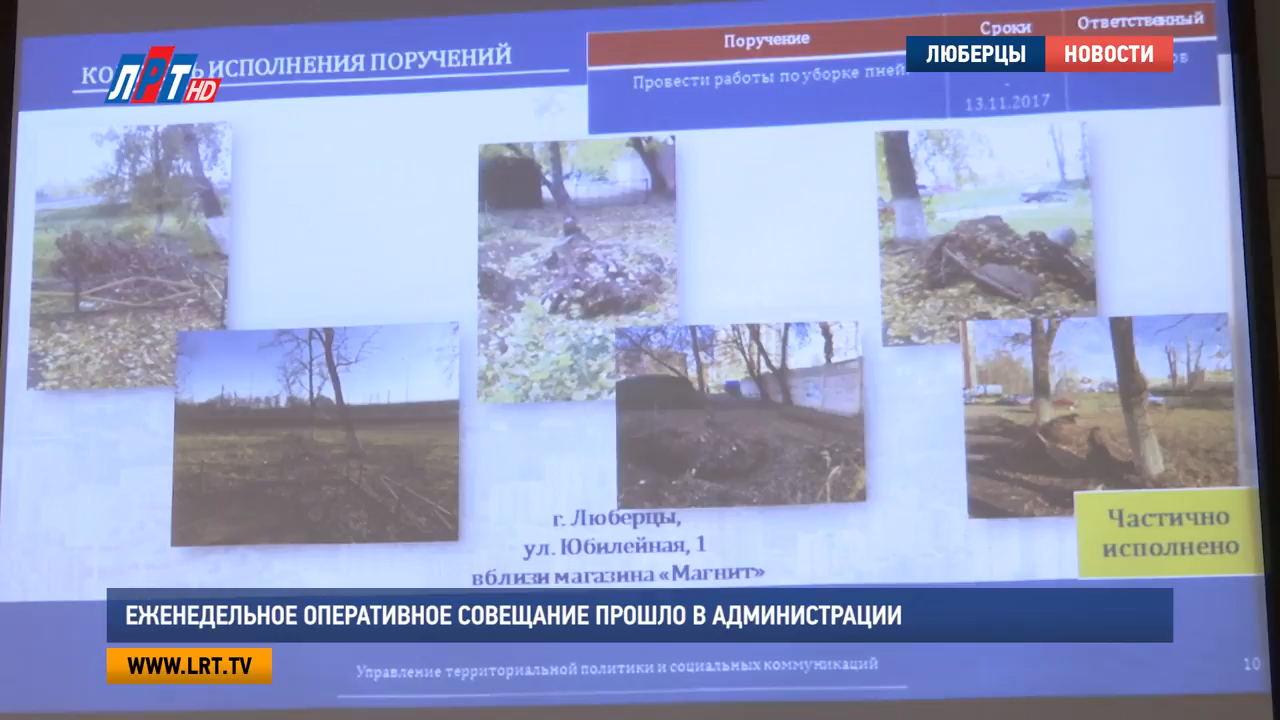 ИСПОЛНЕНИЯ ПОРУЧЕНИЙ
ЛРТ HD
Поручение
Сроки
Ответственный
ЛЮБЕРЦЫ НОВОСТИ
Провести работы по уборке пней
-
13.11.2017
г. Люберцы,
ул. Юбилейная, 1
вблизи магазина «Магнит»
Частично
исполнено
ЕЖЕНЕДЕЛЬНОЕ ОПЕРАТИВНОЕ СОВЕЩАНИЕ ПРОШЛО В АДМИНИСТРАЦИИ
WWW.LRT.TV
Управление территориальной политики и социальных коммуникаций
10